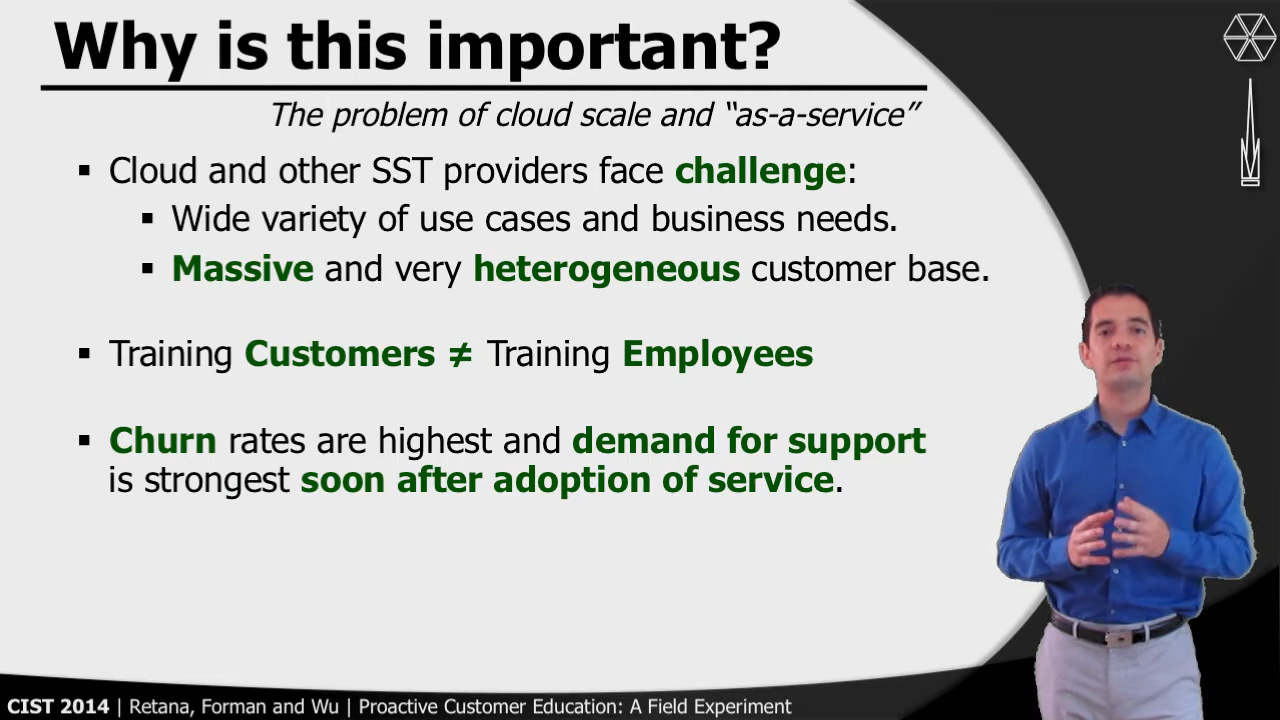 Why is this important?
The problem of cloud scale and “as-a-service”
▪ Cloud and other SST providers face challenge:
▪ Wide variety of use cases and business needs.
▪ Massive and very heterogeneous customer base.
▪ Training Customers ≠ Training Employees
▪ Churn rates are highest and demand for support
is strongest soon after adoption of service.
CIST 2014 | Retana, Forman and Wu | Proactive Customer Education: A Field Experiment